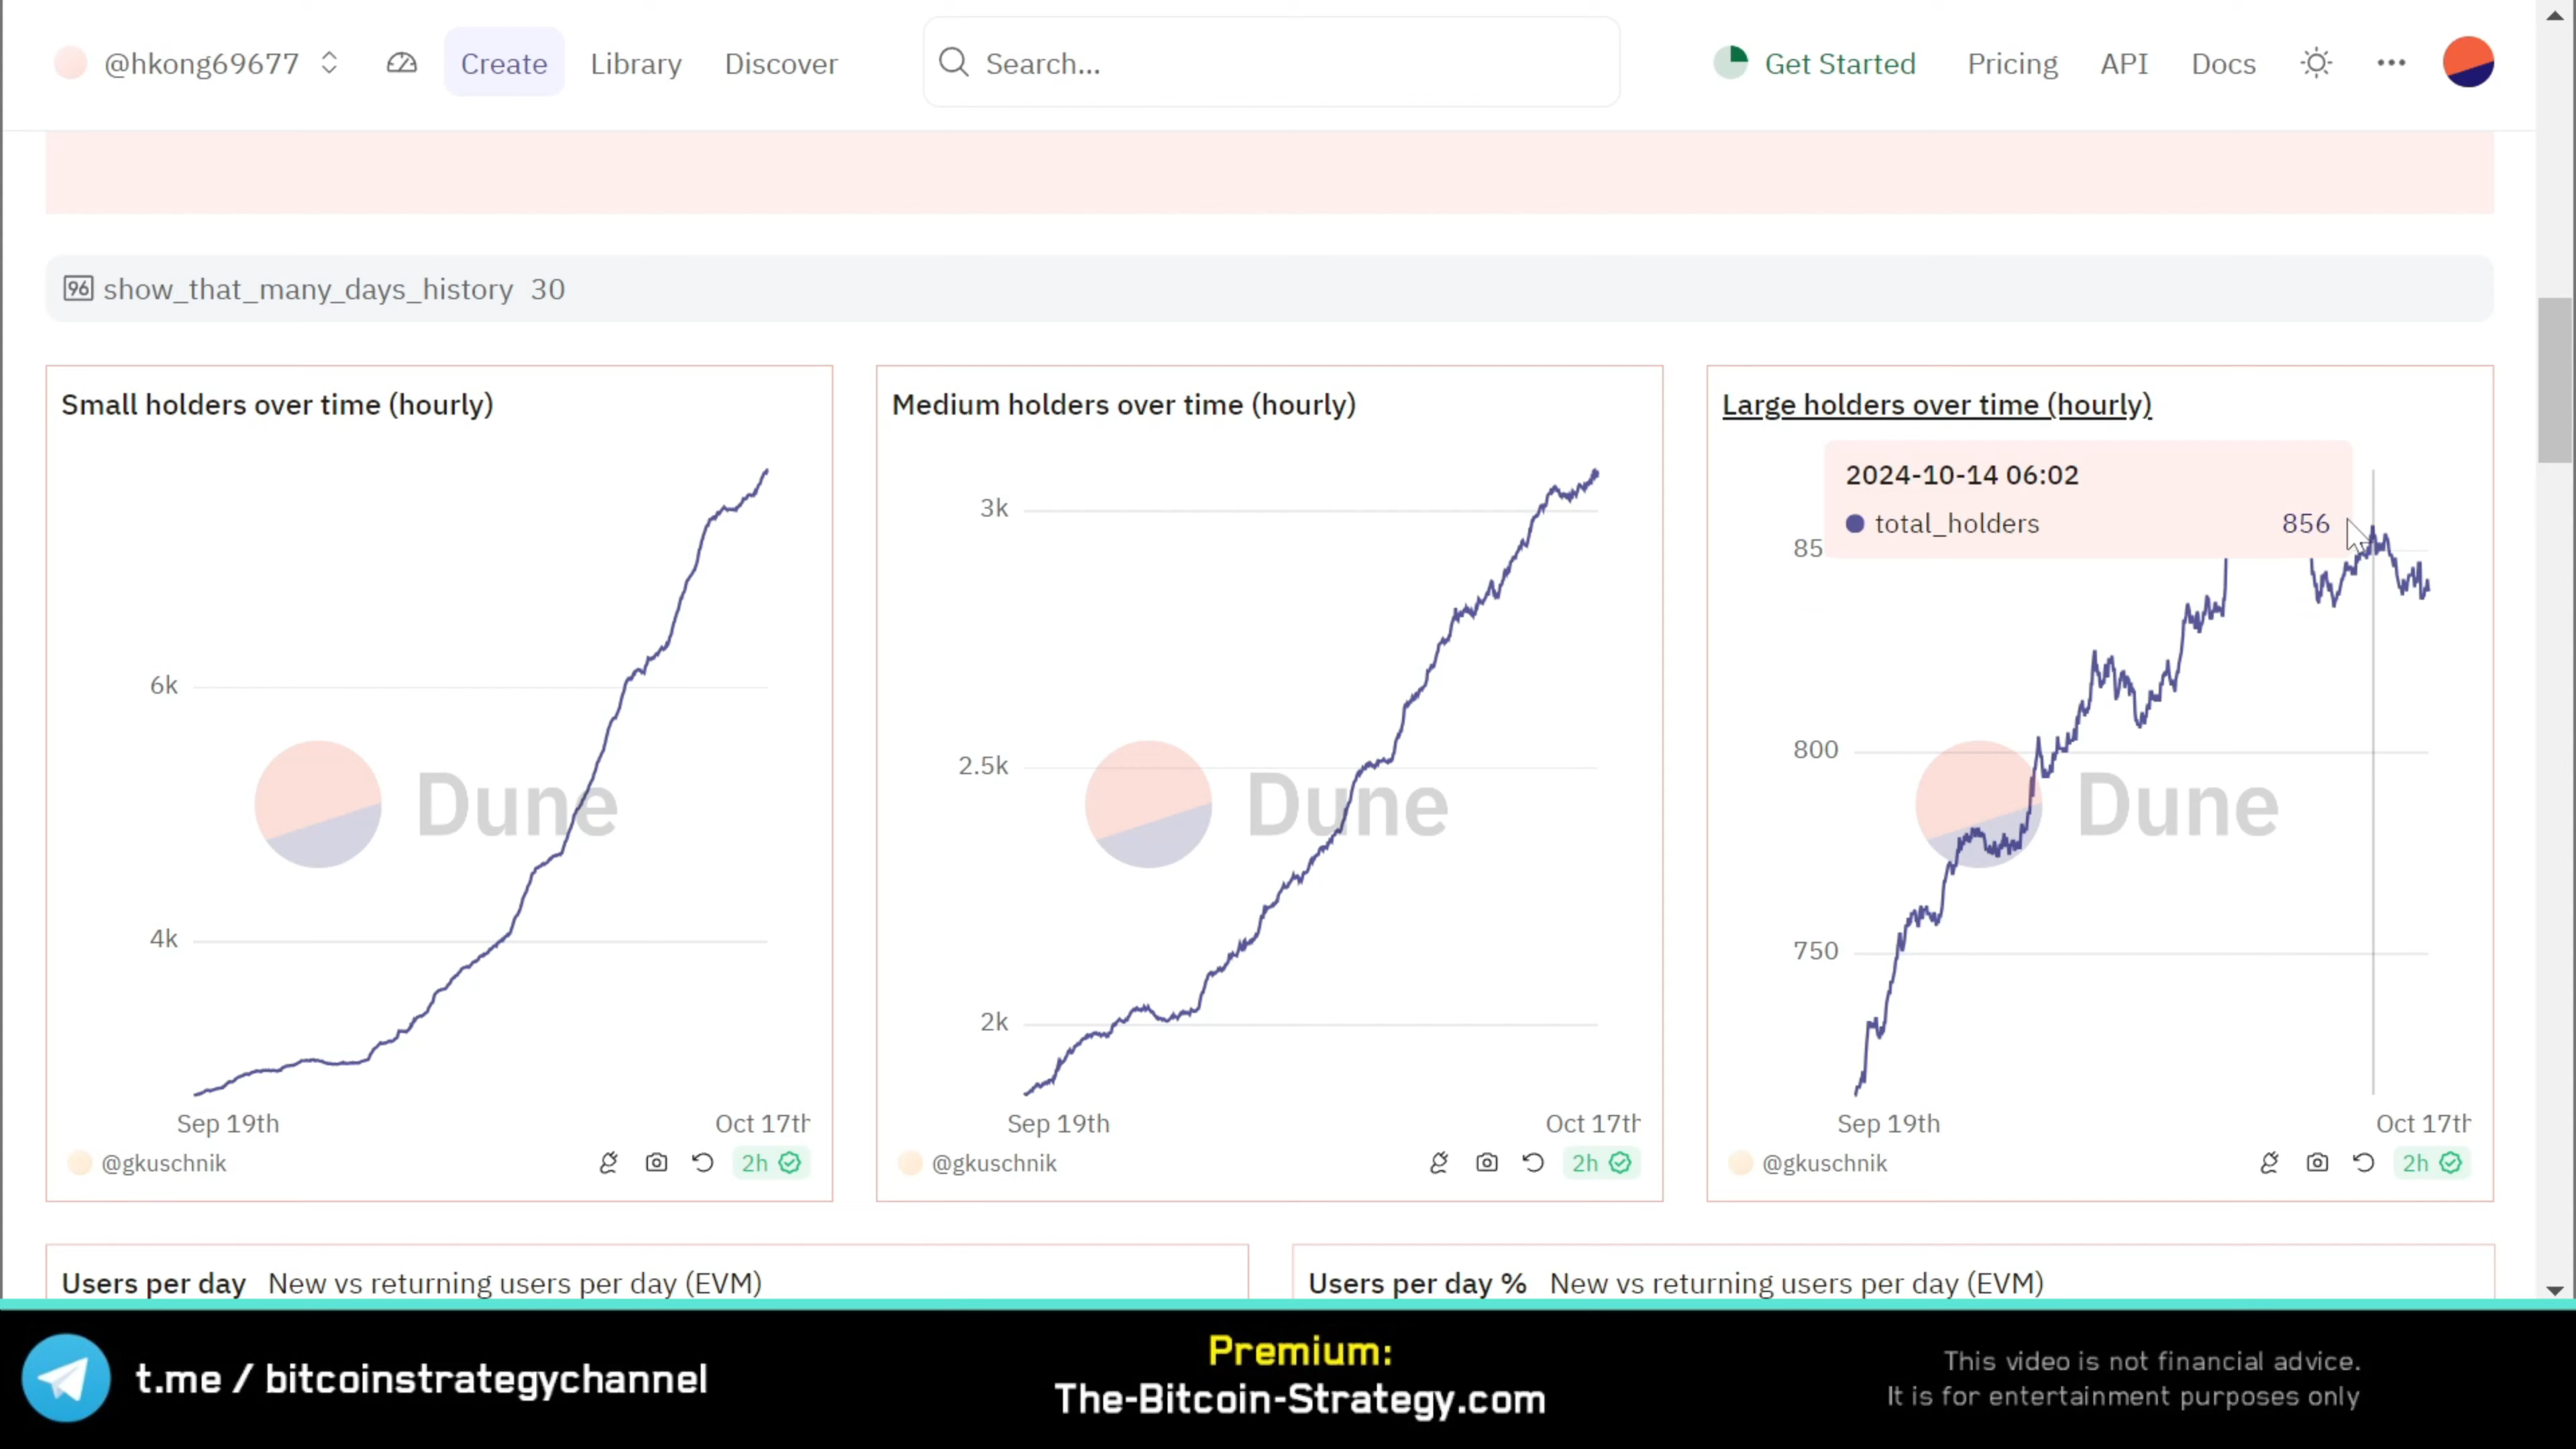 @hkong69677 Create Library Discover Search... Get Started Pricing API Docs
96 show_that_many_days_history 30
Small holders over time (hourly)
6k
4k
Dune
Sep 19th Oct 17th
@gkuschnik 2h
Medium holders over time (hourly)
3k
2.5k
2k
Dune
Sep 19th Oct 17th
@gkuschnik 2h
Large holders over time (hourly)
2024-10-14 06:02
total_holders 856
85
800
750
Dune
Sep 19th Oct 17th
@gkuschnik 2h
Users per day New vs returning users per day (EVM)
Users per day % New vs returning users per day (EVM)
t.me / bitcoinstrategychannel
Premium:
The-Bitcoin-Strategy.com
This video is not financial advice.
It is for entertainment purposes only